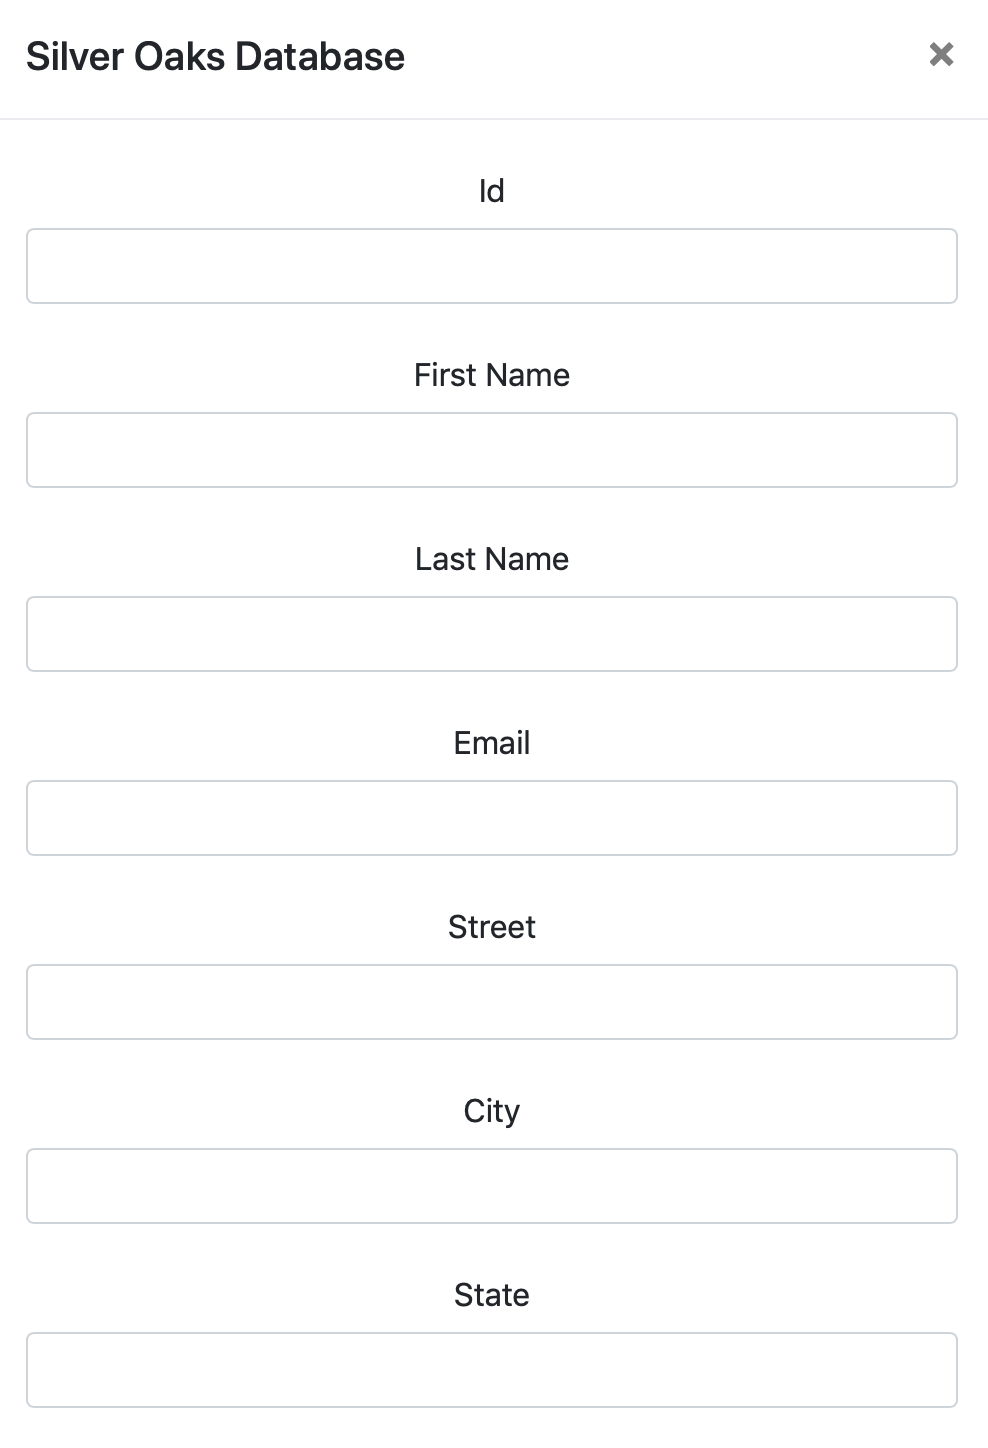 Silver Oaks Database
Id
First Name
Last Name
Email
Street
City
State